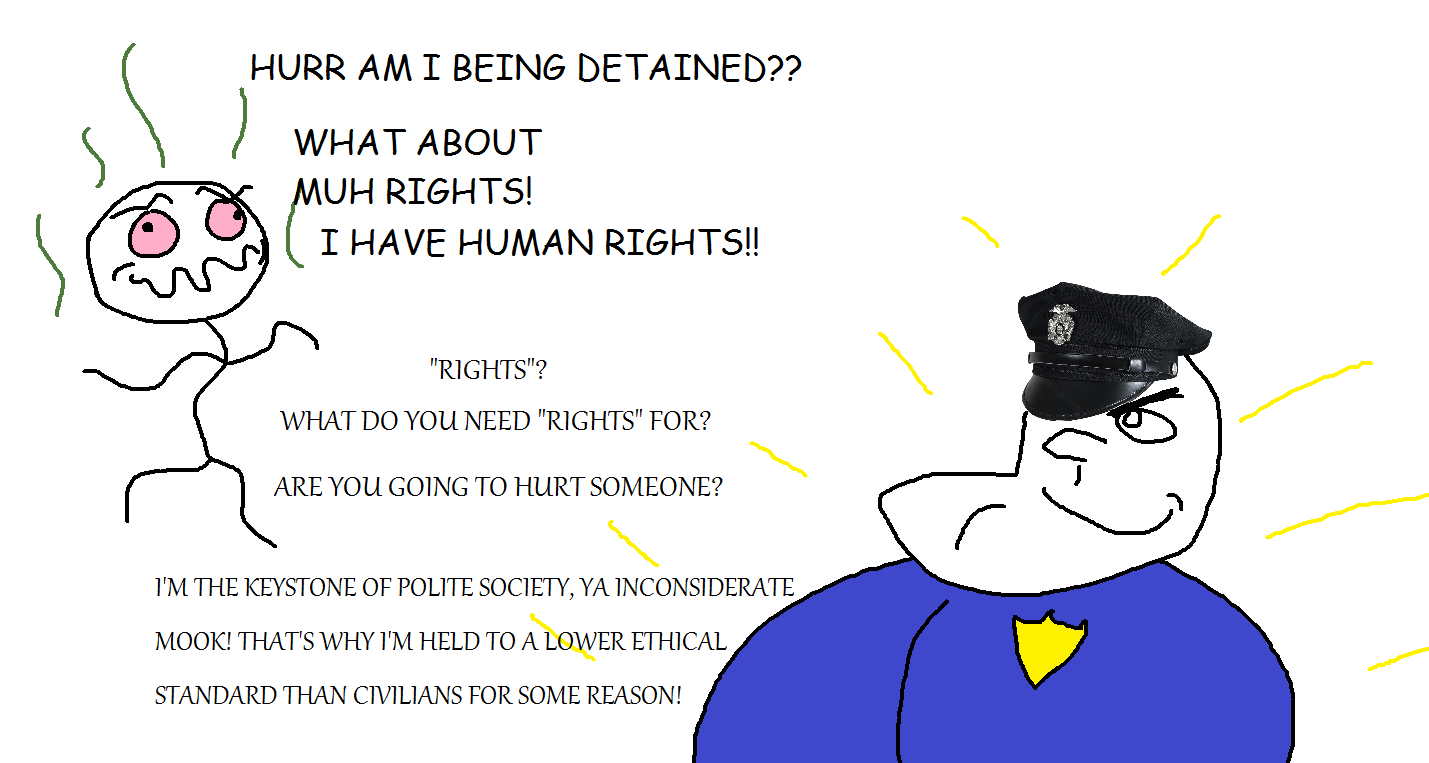 HURR AM I BEING DETAINED??
WHAT ABOUT
MUH RIGHTS!
I HAVE HUMAN RIGHTS!!
"RIGHTS"?
WHAT DO YOU NEED "RIGHTS" FOR?
ARE YOU GOING TO HURT SOMEONE?
I'M THE KEYSTONE OF POLITE SOCIETY, YA INCONSIDERATE
MOOK! THAT'S WHY I'M HELD TO A LOWER ETHICAL
STANDARD THAN CIVILIANS FOR SOME REASON!